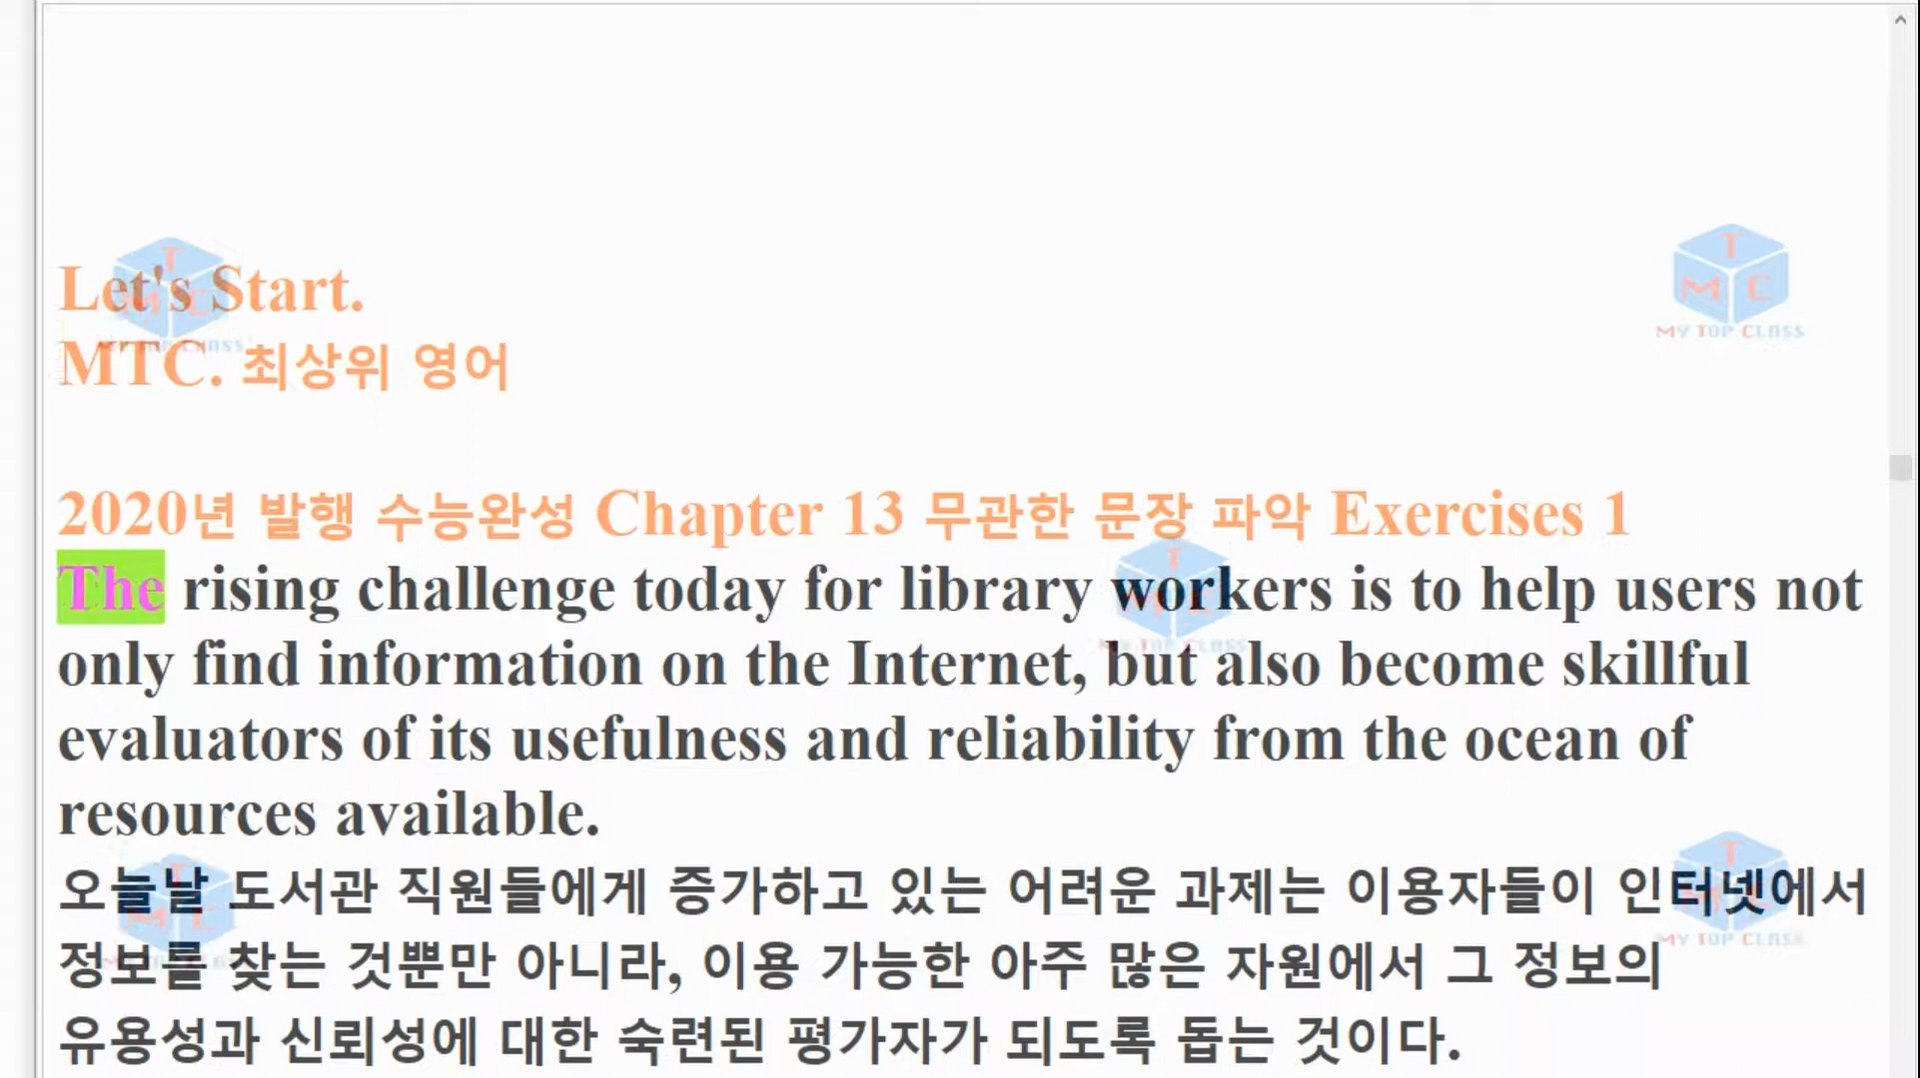 Let's Start.
MTC. 최상위 영어
2020년 발행 수능완성 Chapter 13 무관한 문장 파악 Exercises 1
The rising challenge today for library workers is to help users not
only find information on the Internet, but also become skillful
evaluators of its usefulness and reliability from the ocean of
resources available.
오늘날 도서관 직원들에게 증가하고 있는 어려운 과제는 이용자들이 인터넷에서
정보를 찾는 것뿐만 아니라, 이용 가능한 아주 많은 자원에서 그 정보의
유용성과 신뢰성에 대한 숙련된 평가자가 되도록 돕는 것이다.
T
M C
MY TOP CLASS
T
M C
MY TOP CLASS